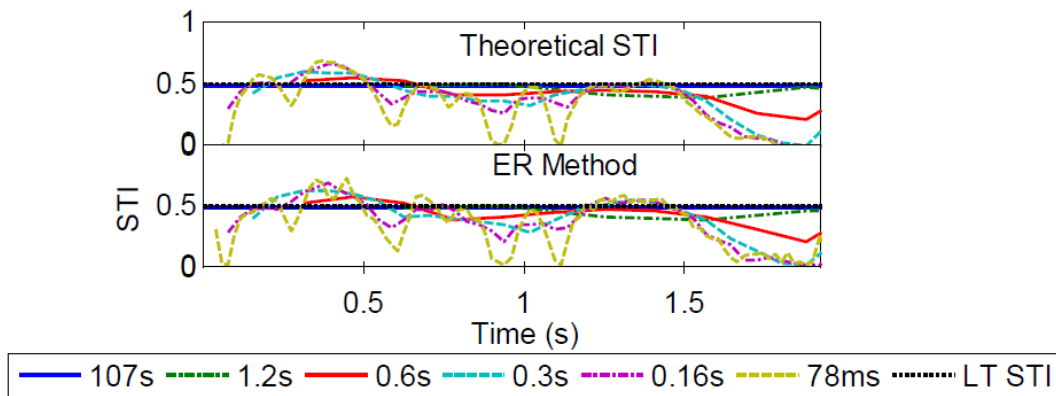 1
Theoretical STI
0.5
0
ER Method
STI
0.5
0
0.5 1 1.5
Time (s)
107s 1.2s 0.6s 0.3s 0.16s 78ms LT STI